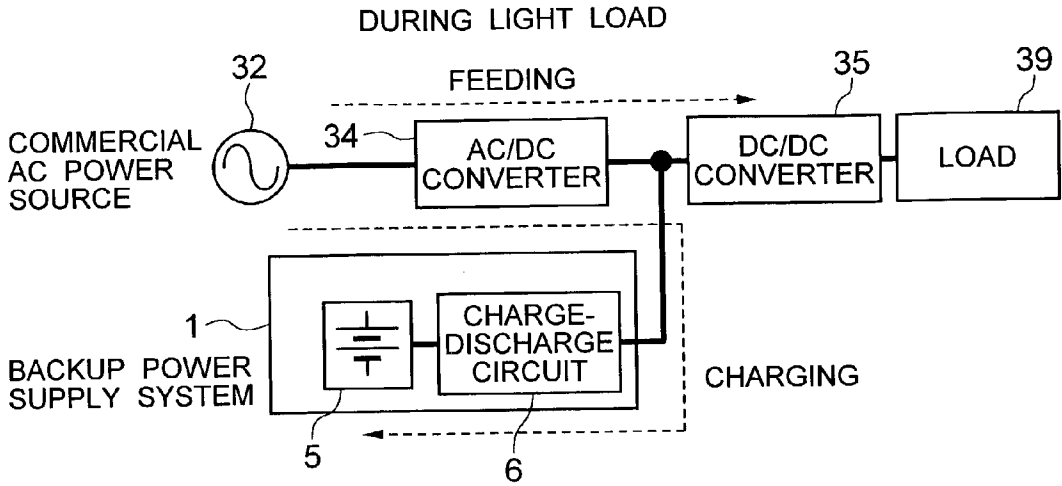 DURING LIGHT LOAD
32
FEEDING
35
39
COMMERCIAL
AC POWER
SOURCE
34
AC/DC
CONVERTER
DC/DC
CONVERTER
LOAD
1
CHARGE-
DISCHARGE
CIRCUIT
BACKUP POWER
SUPPLY SYSTEM
CHARGING
5
6